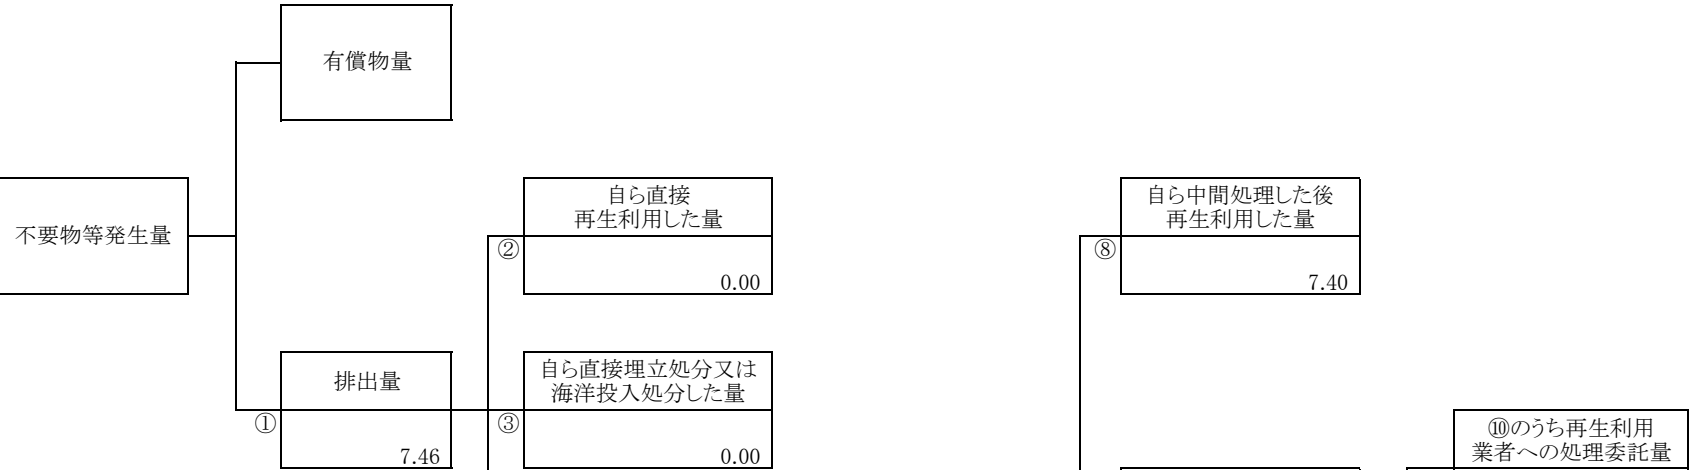 有償物量
不要物等発生量
自ら直接
再生利用した量
②
0.00
自ら中間処理した後
再生利用した量
⑧
7.40
排出量
①
7.46
自ら直接埋立処分又は
海洋投入処分した量
③
0.00
⑩のうち再生利用
業者への処理委託量